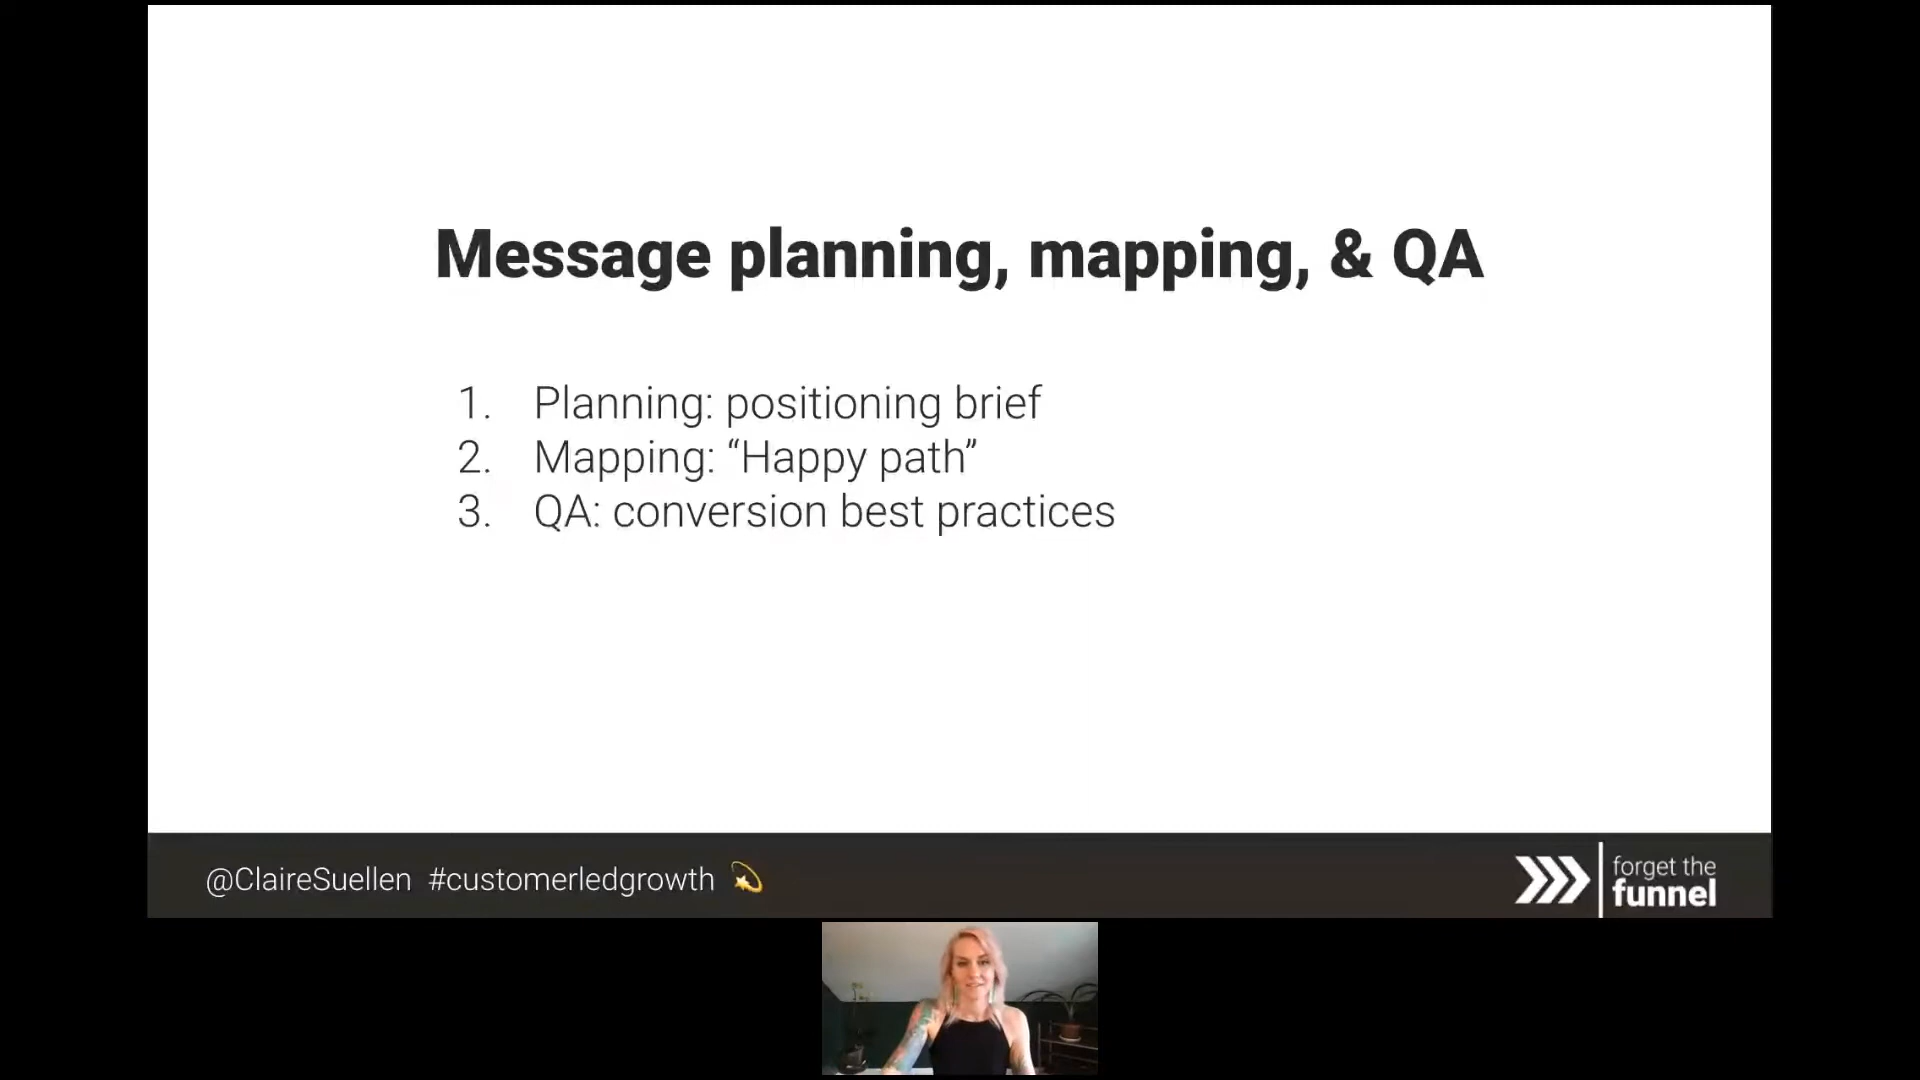 Message planning, mapping, & QA
1. Planning: positioning brief
2. Mapping: “Happy path”
3. QA: conversion best practices
@ClaireSuellen #customerledgrowth 💫
forget the
funnel